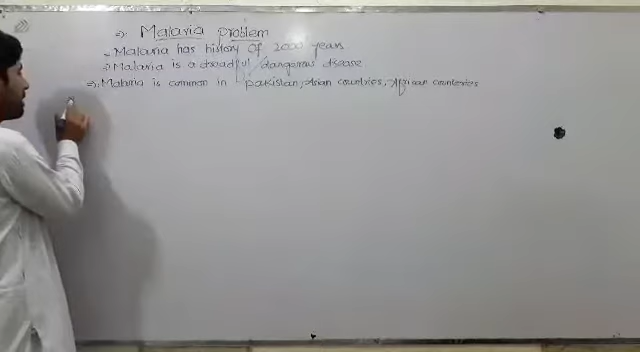 => Malaria problem
- Malaria has history of 2000 years
=> Malaria is a dreadful / dangerous disease
=> Malaria is common in pakistan, Asian countries, African countries